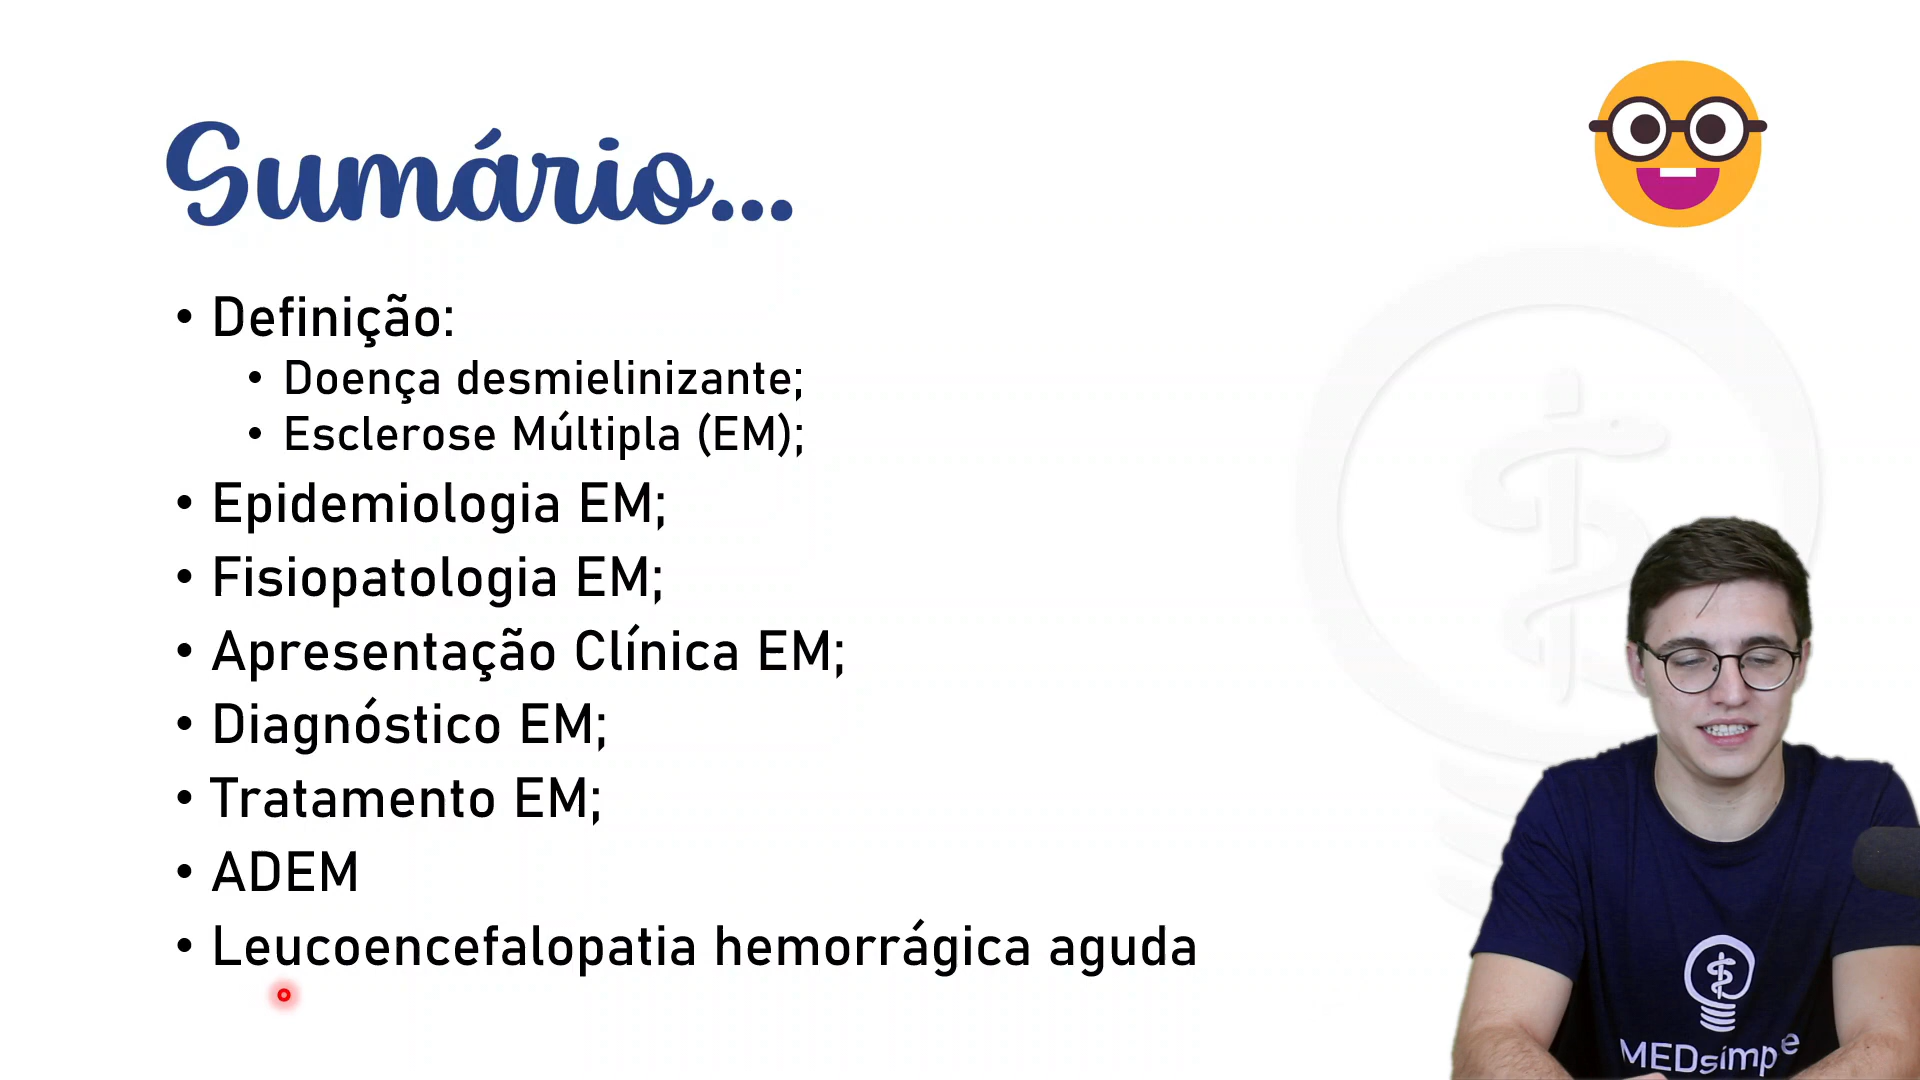 Sumário...
• Definição:
• Doença desmielinizante;
• Esclerose Múltipla (EM);
• Epidemiologia EM;
• Fisiopatologia EM;
• Apresentação Clínica EM;
• Diagnóstico EM;
• Tratamento EM;
• ADEM
• Leucoencefalopatia hemorrágica aguda